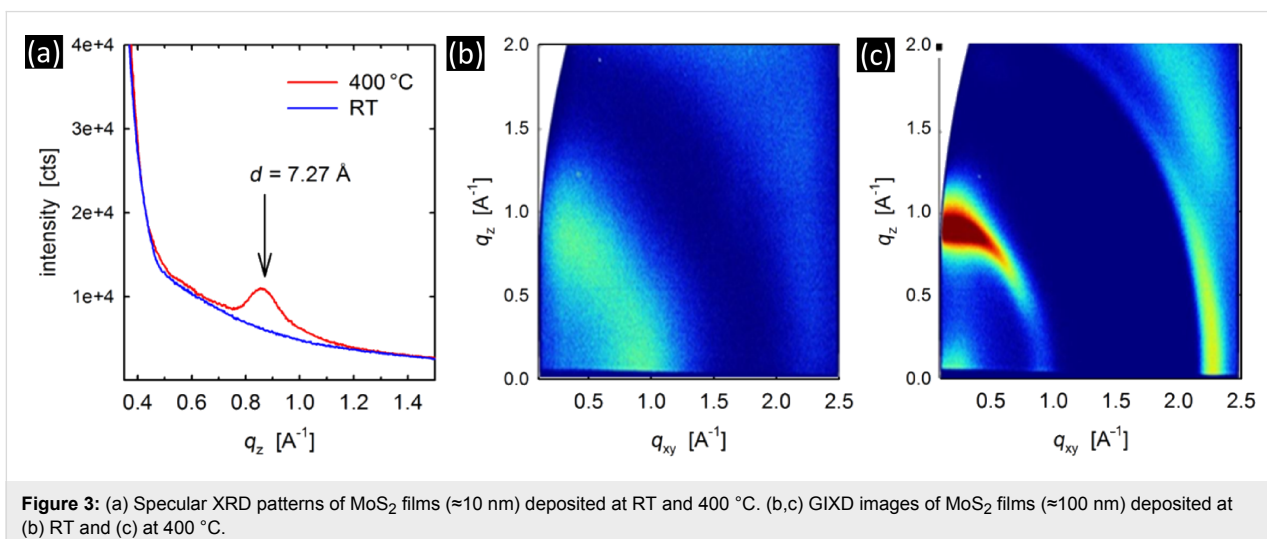 (a)
4e+4
3e+4
2e+4
1e+4
intensity [cts]
400 °C
RT
d = 7.27 Å
0.4 0.6 0.8 1.0 1.2 1.4
q_z [A⁻¹]
(b)
2.0
1.5
1.0
0.5
0.0
q_z [A⁻¹]
0.5 1.0 1.5 2.0 2.5
q_xy [A⁻¹]
(c)
2.0
1.5
1.0
0.5
0.0
q_z [A⁻¹]
0.5 1.0 1.5 2.0 2.5
q_xy [A⁻¹]
Figure 3: (a) Specular XRD patterns of MoS₂ films (≈10 nm) deposited at RT and 400 °C. (b,c) GIXD images of MoS₂ films (≈100 nm) deposited at
(b) RT and (c) at 400 °C.